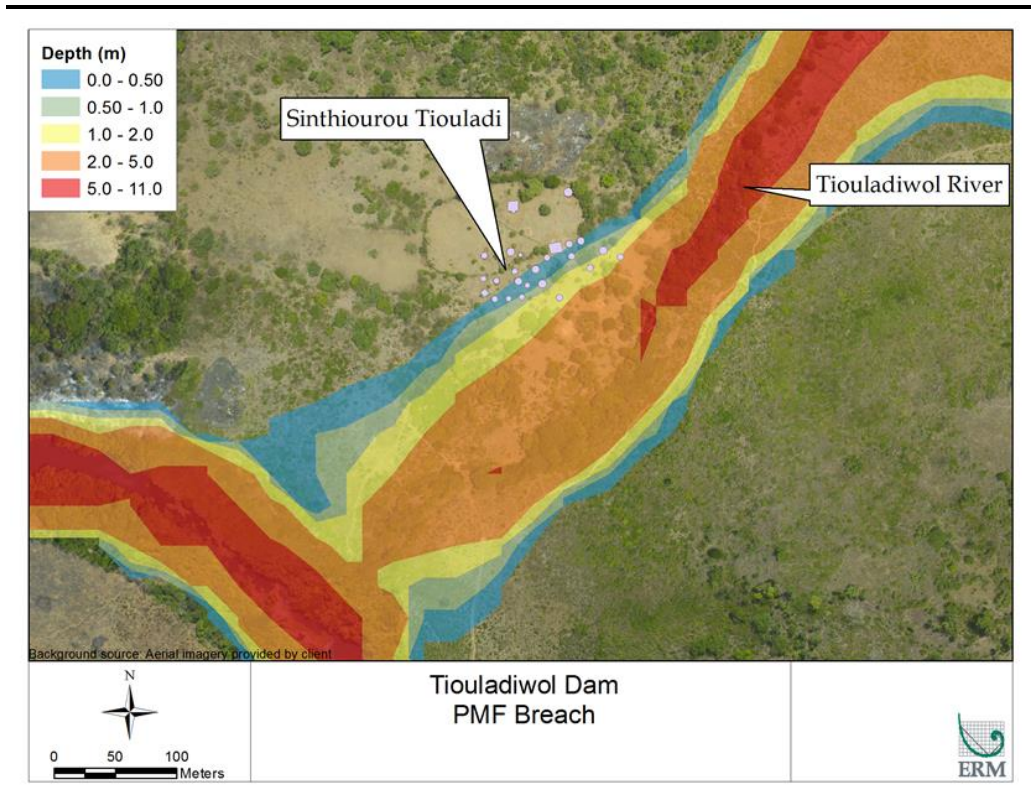 Depth (m)
0.0 - 0.50
0.50 - 1.0
1.0 - 2.0
2.0 - 5.0
5.0 - 11.0
Sinthiourou Tiouladi
Tiouladiwol River
Background source: Aerial imagery provided by client
N
0 50 100
Meters
Tiouladiwol Dam
PMF Breach
ERM